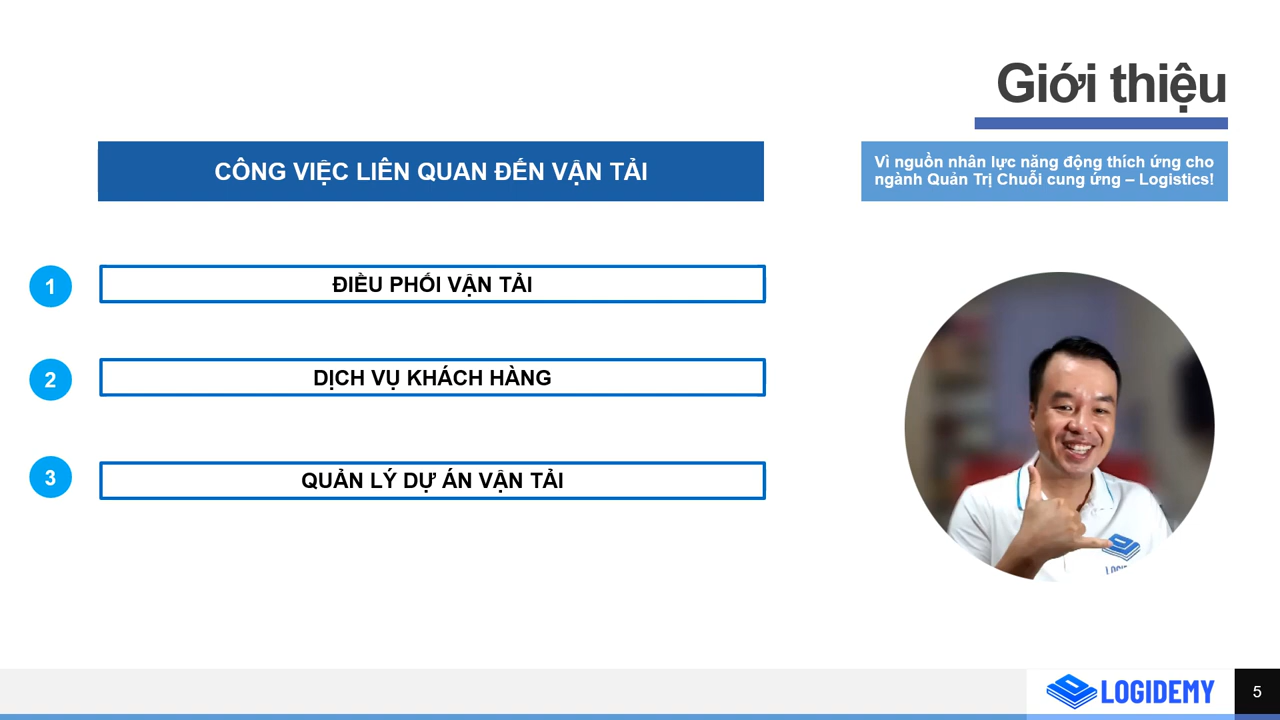 Giới thiệu
CÔNG VIỆC LIÊN QUAN ĐẾN VẬN TẢI
Vì nguồn nhân lực năng động thích ứng cho
ngành Quản Trị Chuỗi cung ứng – Logistics!
1
ĐIỀU PHỐI VẬN TẢI
2
DỊCH VỤ KHÁCH HÀNG
3
QUẢN LÝ DỰ ÁN VẬN TẢI
LOGIDEMY
5